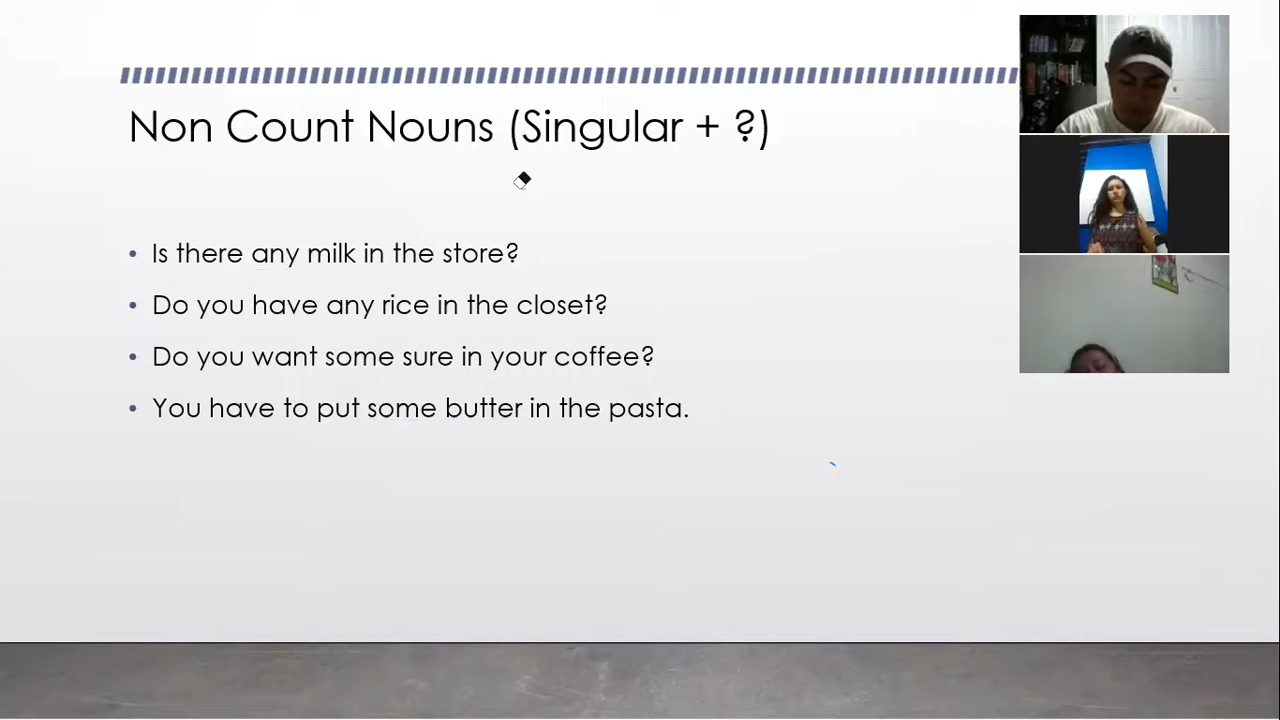 Non Count Nouns (Singular + ?)
• Is there any milk in the store?
• Do you have any rice in the closet?
• Do you want some sure in your coffee?
• You have to put some butter in the pasta.